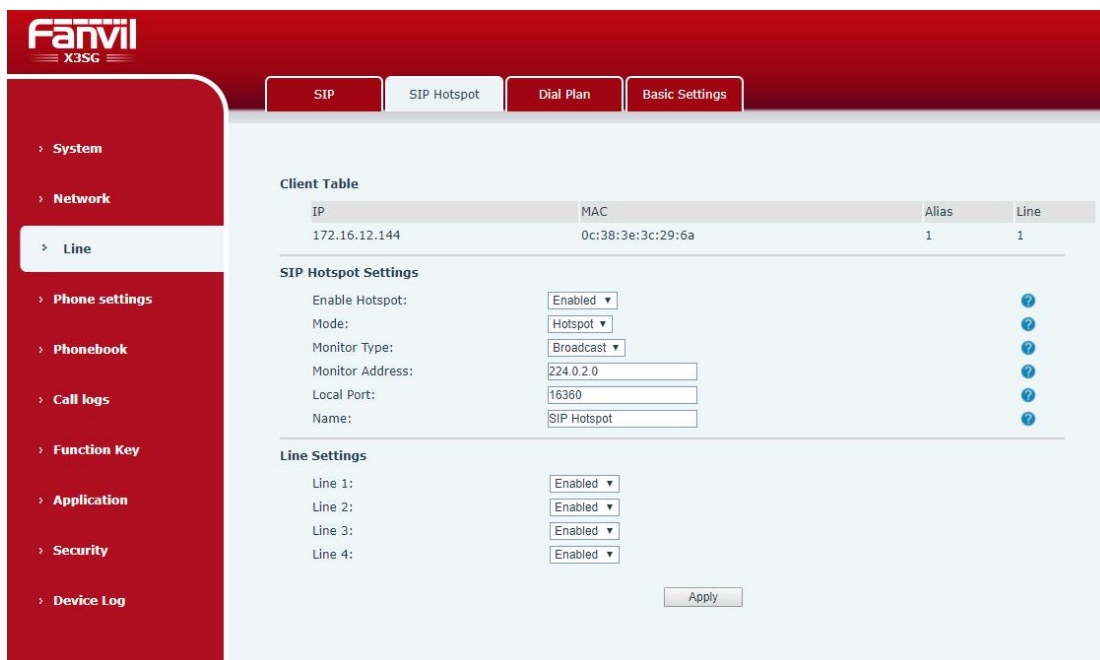 Fanvil
X3SG
SIP
SIP Hotspot
Dial Plan
Basic Settings
› System
› Network
› Line
› Phone settings
› Phonebook
› Call logs
› Function Key
› Application
› Security
› Device Log
Client Table
IP MAC Alias Line
172.16.12.144 0c:38:3e:3c:29:6a 1 1
SIP Hotspot Settings
Enable Hotspot: Enabled ▼ ?
Mode: Hotspot ▼ ?
Monitor Type: Broadcast ▼ ?
Monitor Address: 224.0.2.0 ?
Local Port: 16360 ?
Name: SIP Hotspot ?
Line Settings
Line 1: Enabled ▼
Line 2: Enabled ▼
Line 3: Enabled ▼
Line 4: Enabled ▼
Apply